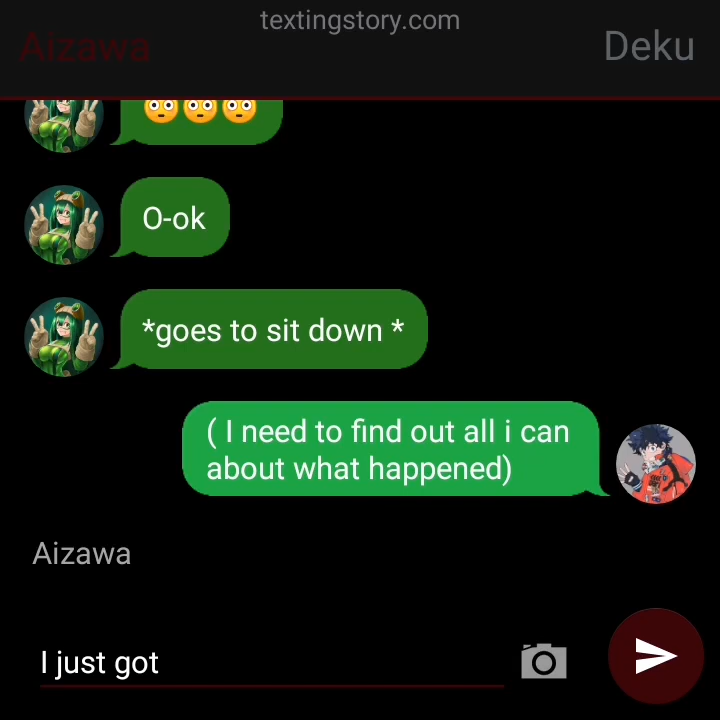 textingstory.com
Aizawa
Deku
😳😳😳
O-ok
*goes to sit down *
( I need to find out all i can
about what happened)
Aizawa
I just got